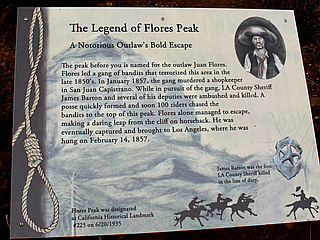 The Legend of Flores Peak
A Notorious Outlaw's Bold Escape
The peak before you is named for the outlaw Juan Flores.
Flores led a gang of bandits that terrorized this area in the
late 1850's. In January 1857, the gang murdered a shopkeeper
in San Juan Capistrano. While in pursuit of the gang, LA County Sheriff
James Barton and several of his deputies were ambushed and killed. A
posse quickly formed and soon 100 riders chased the
bandits to the top of this peak. Flores alone managed to escape,
making a daring leap from the cliff on horseback. He was
eventually captured and brought to Los Angeles, where he was
hung on February 14, 1857.
James Barton was the first
LA County Sheriff killed
in the line of duty.
Flores Peak was designated
a California Historical Landmark
#225 on 6/20/1935